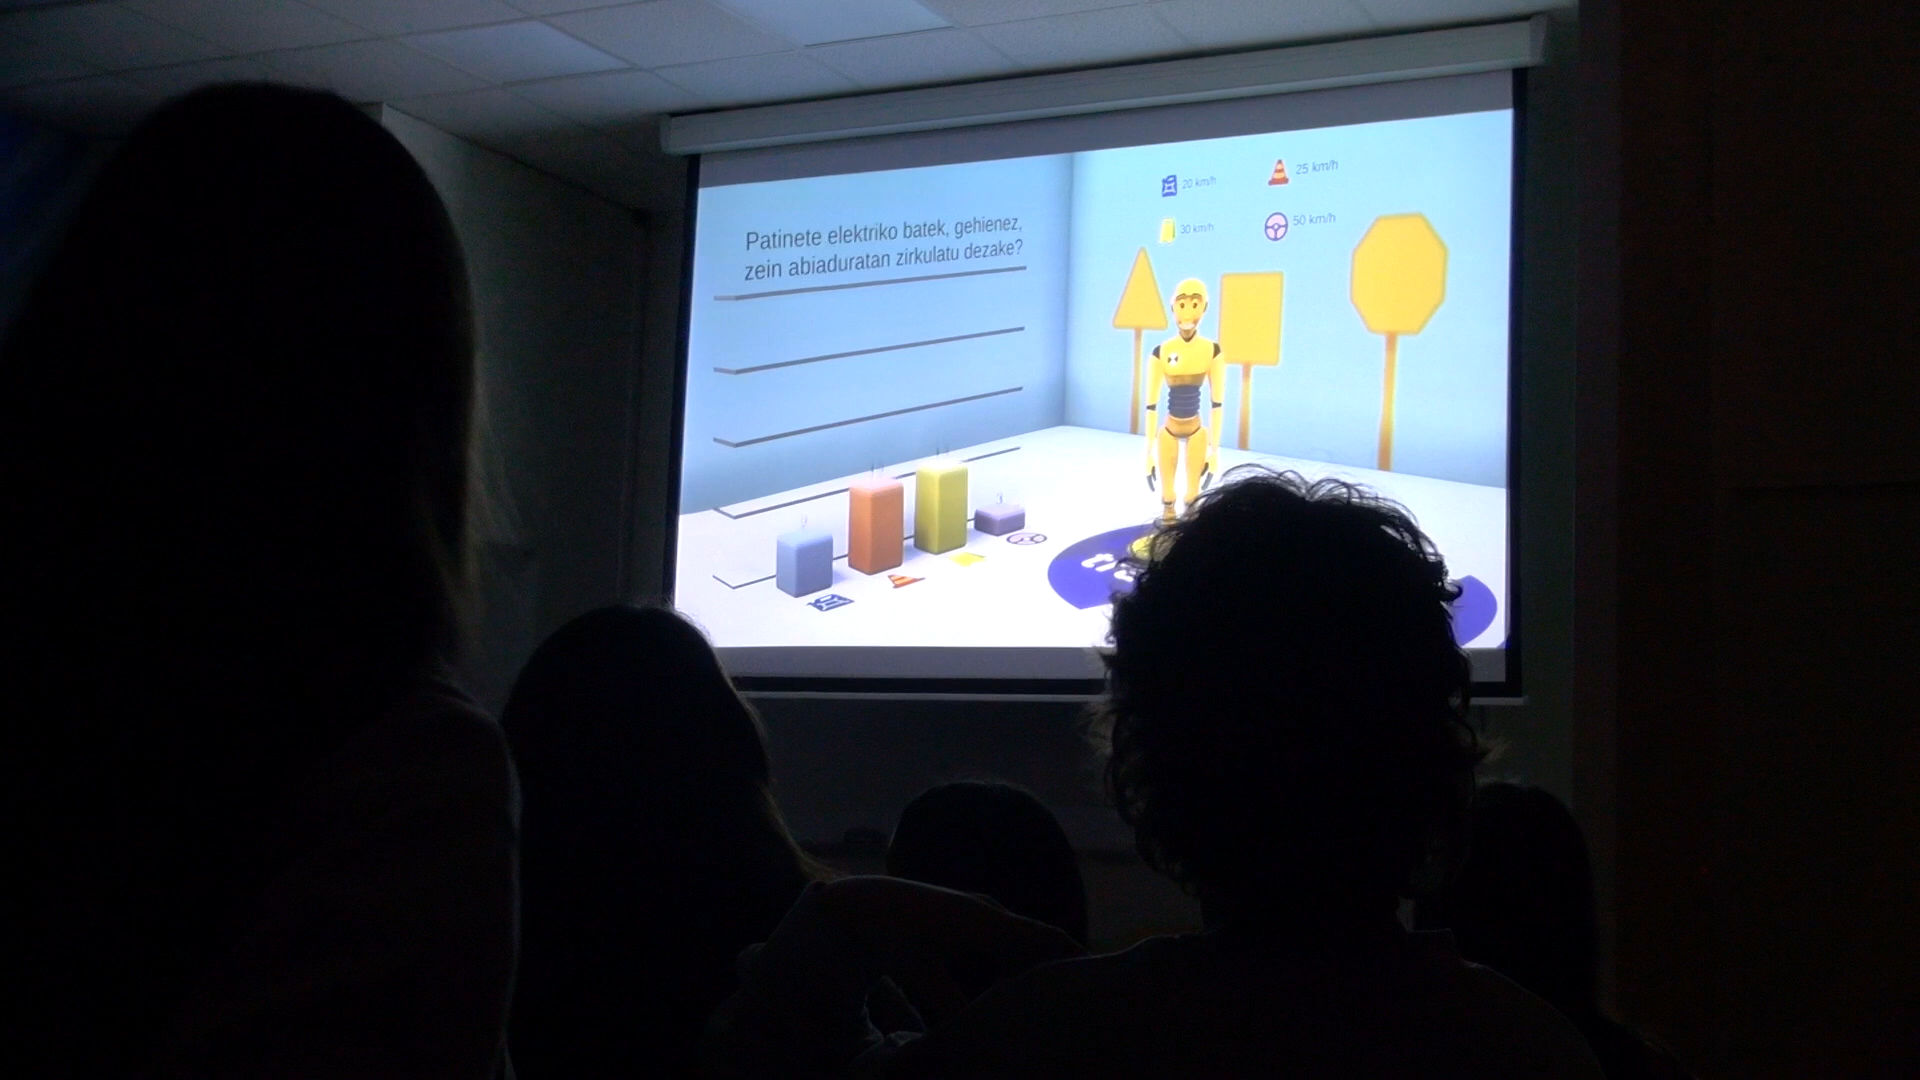 Patinete elektriko batek, gehienez,
zein abiaduratan zirkulatu dezake?
20 km/h
25 km/h
30 km/h
50 km/h